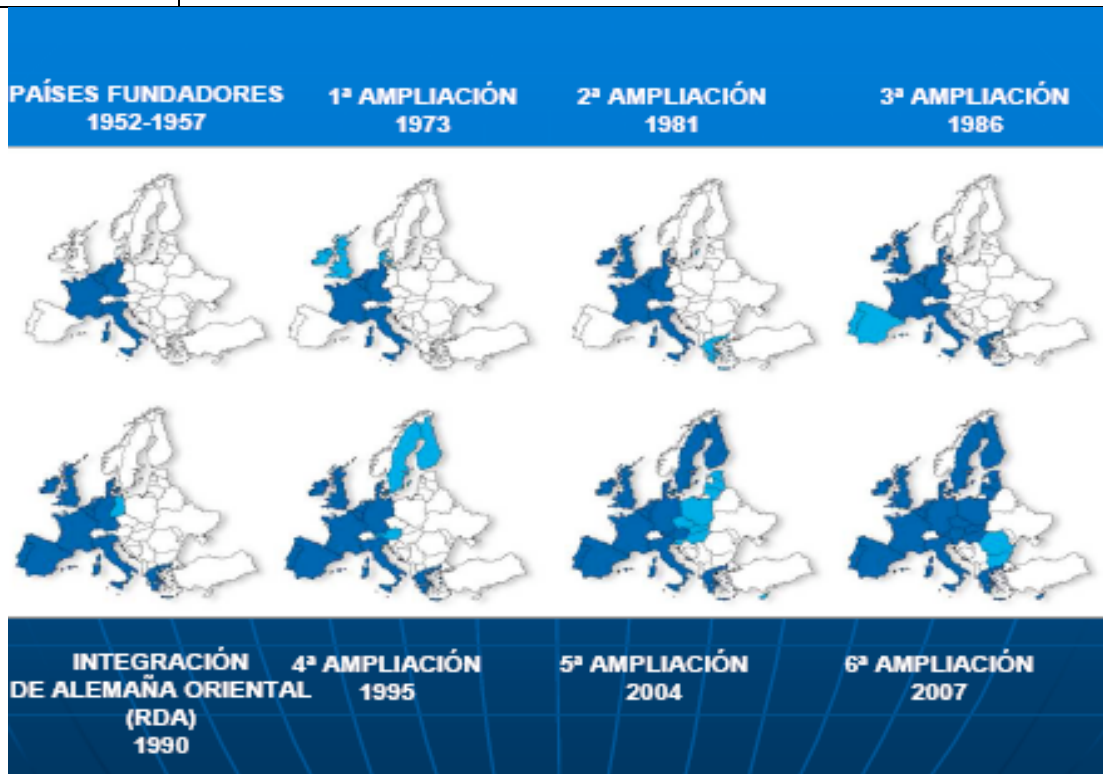 PAÍSES FUNDADORES
1952-1957
1ª AMPLIACIÓN
1973
2ª AMPLIACIÓN
1981
3ª AMPLIACIÓN
1986
INTEGRACIÓN
DE ALEMAÑA ORIENTAL
(RDA)
1990
4ª AMPLIACIÓN
1995
5ª AMPLIACIÓN
2004
6ª AMPLIACIÓN
2007